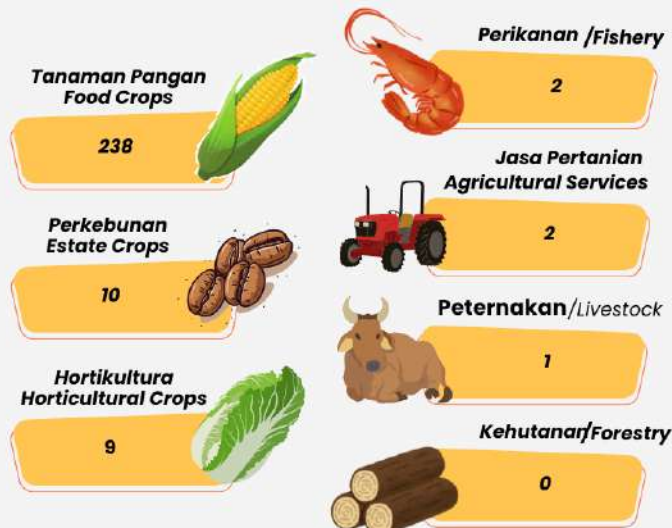 Tanaman Pangan
Food Crops
238
Perkebunan
Estate Crops
10
Hortikultura
Horticultural Crops
9
Perikanan /Fishery
2
Jasa Pertanian
Agricultural Services
2
Peternakan/Livestock
1
Kehutanan/Forestry
0